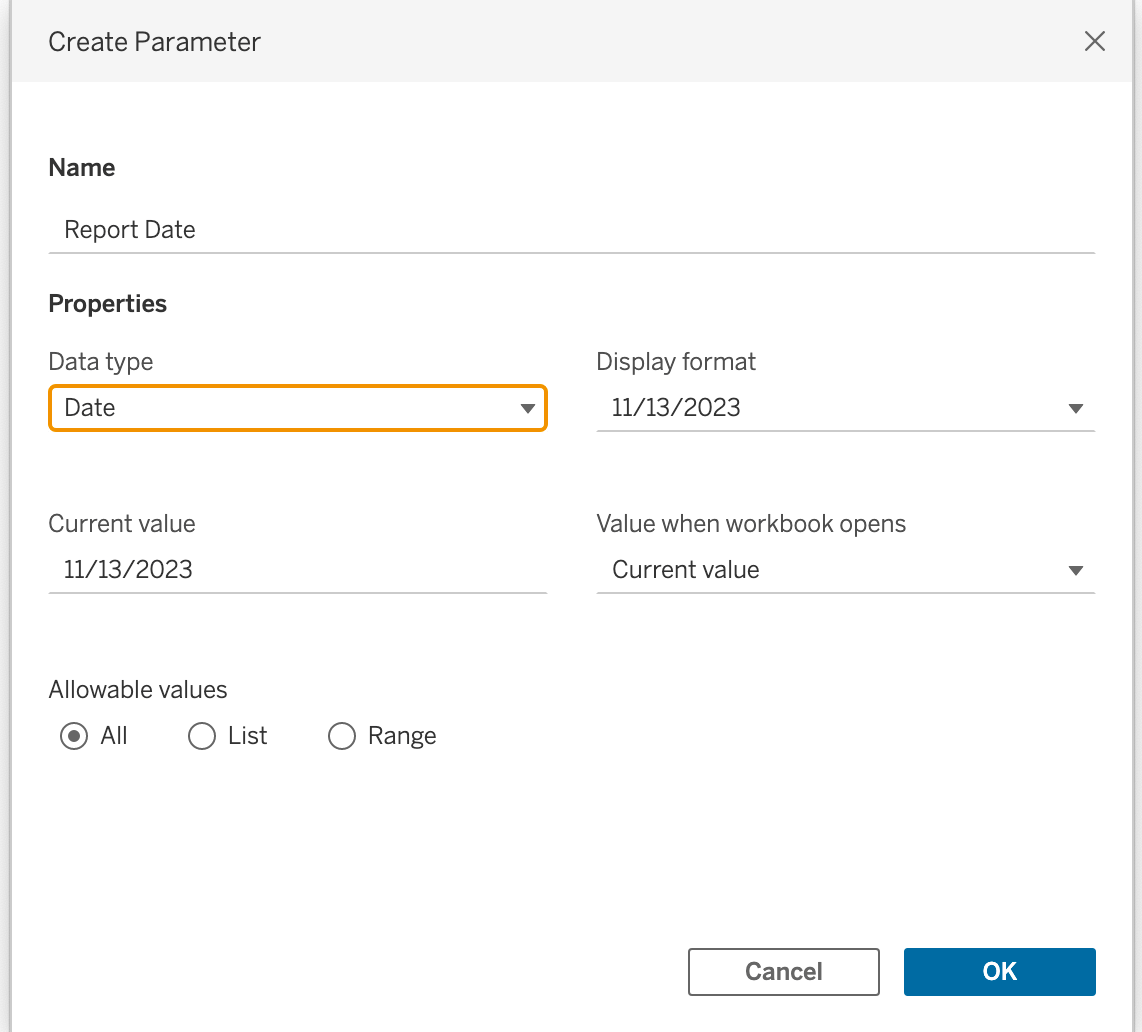 Create Parameter
Name
Report Date
Properties
Data type
Display format
Date
11/13/2023
Current value
Value when workbook opens
11/13/2023
Current value
Allowable values
All
List
Range
Cancel
OK